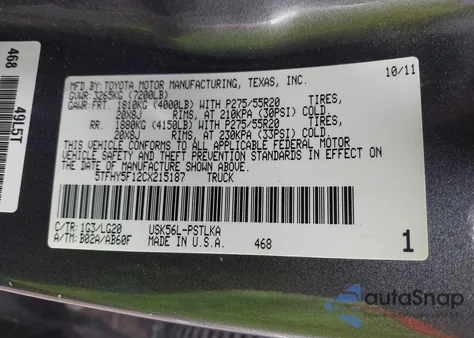 468 49L5T
MFD BY: TOYOTA MOTOR MANUFACTURING, TEXAS, INC. 10/11
GVWR 3265KG (7200LB)
GAWR FRT. 1810KG (4000LB) WITH P275/55R20 TIRES,
20X8J RIMS, AT 210KPA (30PSI) COLD.
RR. 1880KG (4150LB) WITH P275/55R20 TIRES,
20X8J RIMS, AT 230KPA (33PSI) COLD.
THIS VEHICLE CONFORMS TO ALL APPLICABLE FEDERAL MOTOR
VEHICLE SAFETY AND THEFT PREVENTION STANDARDS IN EFFECT
ON THE DATE OF MANUFACTURE SHOWN ABOVE.
5TFHY5F12CX215187 TRUCK
C/TR: 1G3/LG20 USK56L-PSTLKA
A/TM: B02A/AB60F MADE IN U.S.A. 468 1
autaSnap